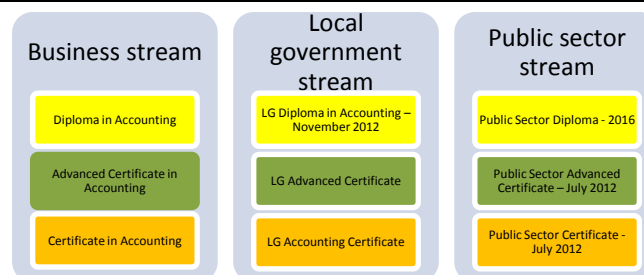 Business stream
Diploma in Accounting
Advanced Certificate in
Accounting
Certificate in Accounting
Local
government
stream
LG Diploma in Accounting –
November 2012
LG Advanced Certificate
LG Accounting Certificate
Public sector
stream
Public Sector Diploma - 2016
Public Sector Advanced
Certificate – July 2012
Public Sector Certificate -
July 2012